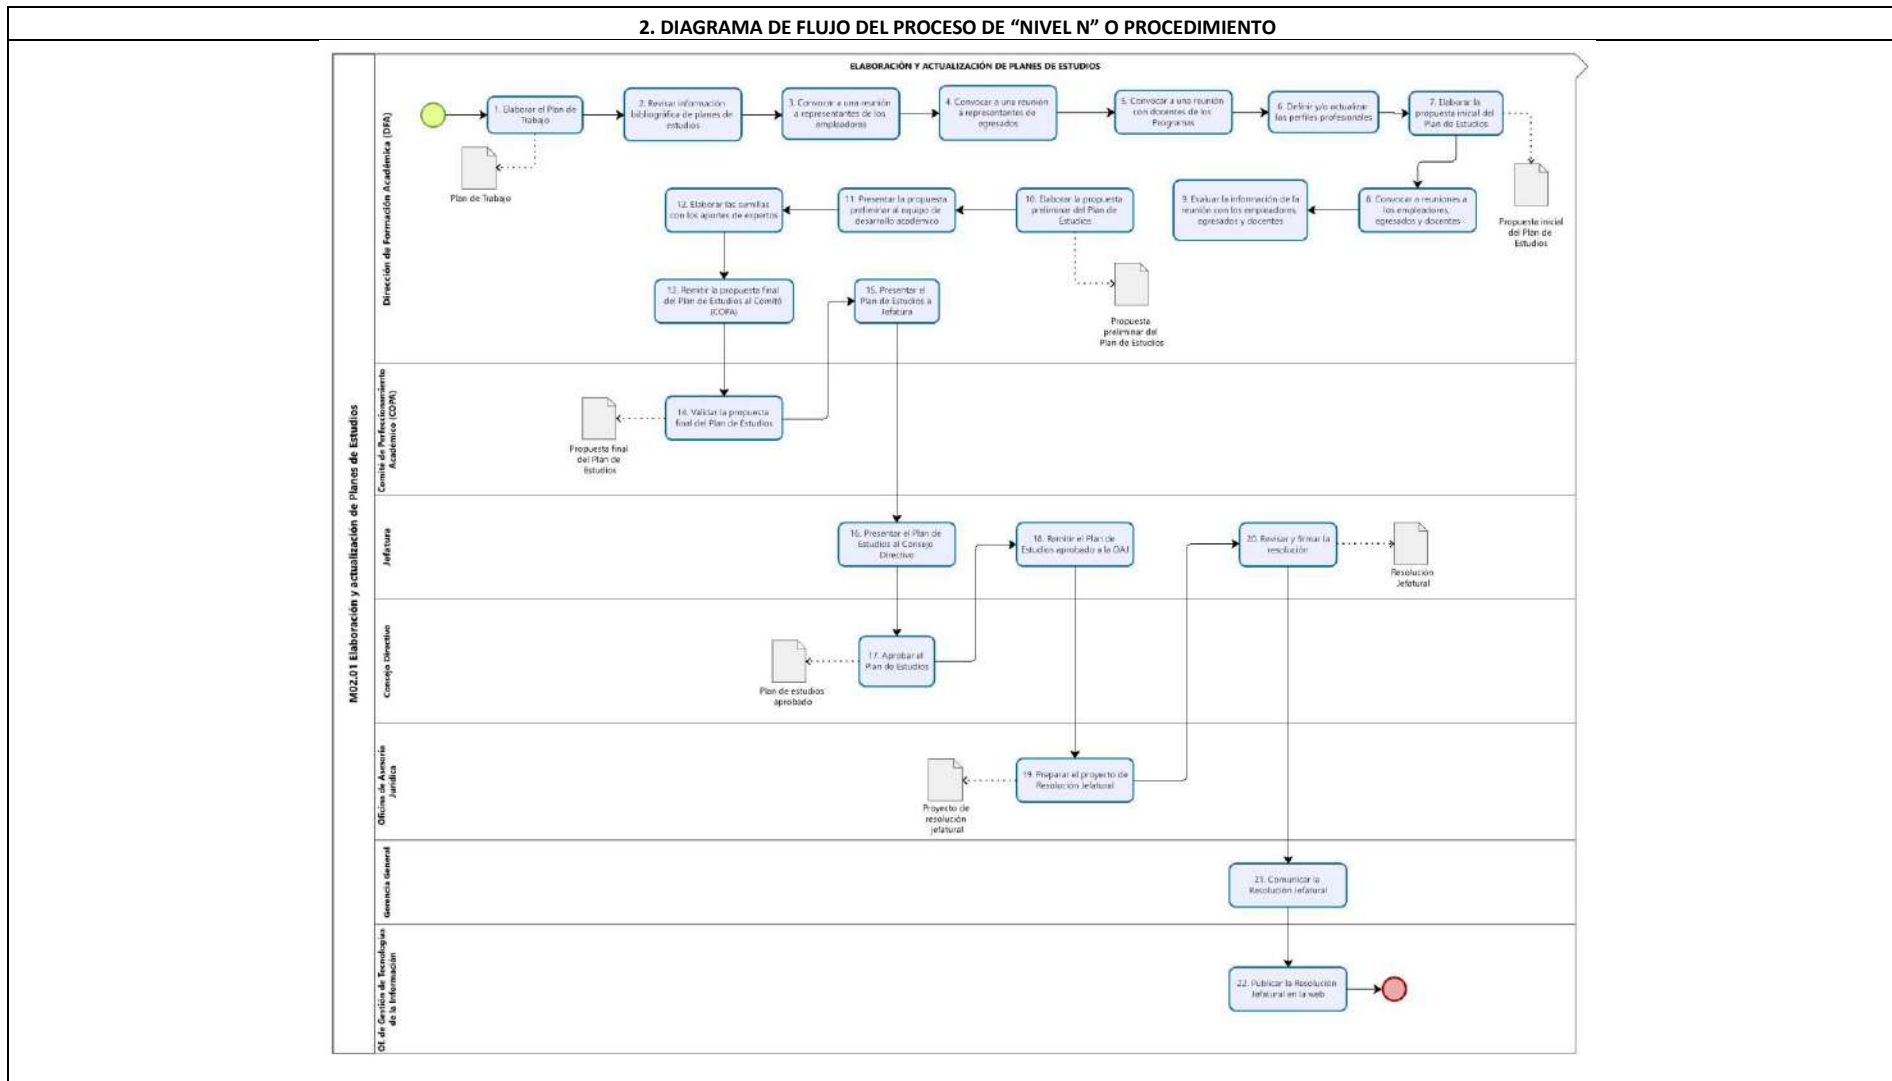 2. DIAGRAMA DE FLUJO DEL PROCESO DE “NIVEL N” O PROCEDIMIENTO
ELABORACIÓN Y ACTUALIZACIÓN DE PLANES DE ESTUDIOS
M02.01 Elaboración y actualización de Planes de Estudios
Dirección de Formación Académica (DFA)
1. Elaborar el Plan de
Trabajo
Plan de Trabajo
2. Revisar información
bibliográfica de planes de
estudios
3. Convocar a una reunión
a representantes de los
empleadores
4. Convocar a una reunión
a representantes de
egresados
5. Convocar a una reunión
con docentes de los
Programas
6. Definir y/o actualizar
los perfiles profesionales
7. Elaborar la
propuesta inicial del
Plan de Estudios
Propuesta inicial
del Plan de
Estudios
8. Convocar a reuniones a
los empleadores,
egresados y docentes
9. Evaluar la información de la
reunión con los empleadores,
egresados y docentes
10. Elaborar la propuesta
preliminar del Plan de
Estudios
Propuesta
preliminar del
Plan de Estudios
11. Presentar la propuesta
preliminar al equipo de
desarrollo académico
12. Elaborar las sumillas
con los aportes de expertos
13. Remitir la propuesta final
del Plan de Estudios al Comité
(COPA)
15. Presentar el
Plan de Estudios a
Jefatura
Comité de Perfeccionamiento
Académico (COPA)
14. Validar la propuesta
final del Plan de Estudios
Propuesta final
del Plan de
Estudios
Jefatura
16. Presentar el Plan de
Estudios al Consejo
Directivo
18. Remitir el Plan de
Estudios aprobado a la OAJ
20. Revisar y firmar la
resolución
Resolución
Jefatural
Consejo Directivo
17. Aprobar el
Plan de Estudios
Plan de estudios
aprobado
Oficina de Asesoría
Jurídica
19. Preparar el proyecto de
Resolución Jefatural
Proyecto de
resolución
jefatural
Gerencia General
21. Comunicar la
Resolución Jefatural
Of. de Gestión de Tecnologías
de la Información
22. Publicar la Resolución
Jefatural en la web